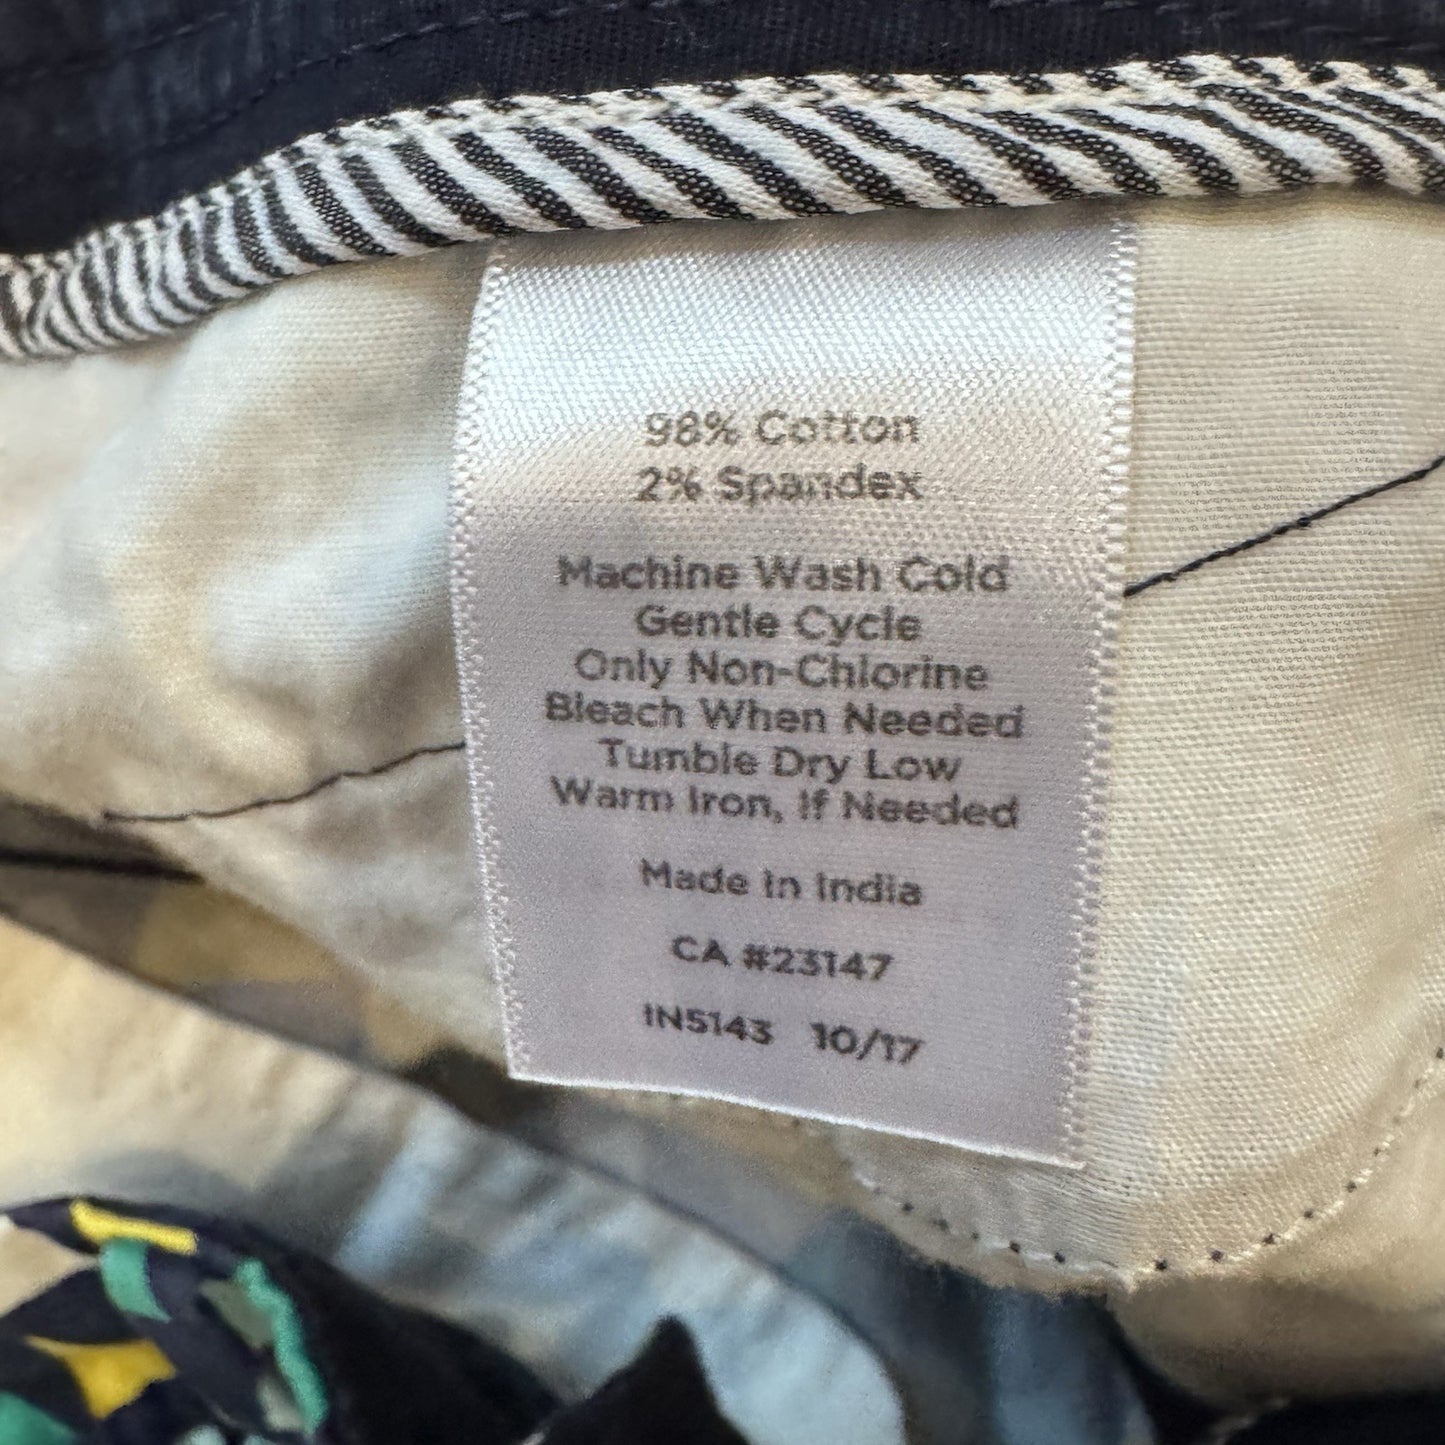 98% Cotton
2% Spandex
Machine Wash Cold
Gentle Cycle
Only Non-Chlorine
Bleach When Needed
Tumble Dry Low
Warm Iron, If Needed
Made In India
CA #23147
IN5143 10/17